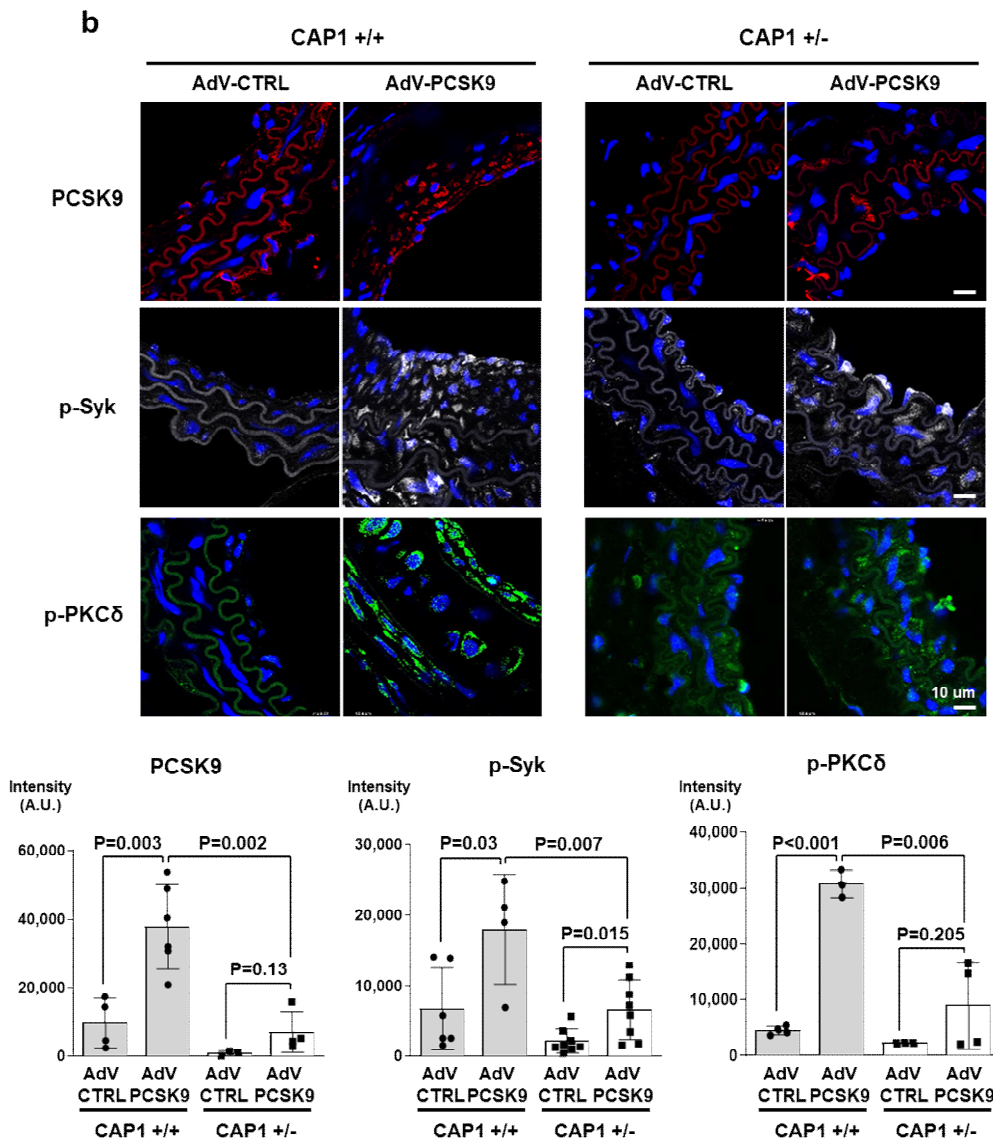 b
CAP1 +/+ CAP1 +/-
AdV-CTRL AdV-PCSK9 AdV-CTRL AdV-PCSK9
PCSK9
p-Syk
p-PKCδ
10 um
PCSK9
Intensity
(A.U.)
P=0.003 P=0.002
P=0.13
60,000
40,000
20,000
0
AdV AdV AdV AdV
CTRL PCSK9 CTRL PCSK9
CAP1 +/+ CAP1 +/-
p-Syk
Intensity
(A.U.)
P=0.03 P=0.007
P=0.015
30,000
20,000
10,000
0
AdV AdV AdV AdV
CTRL PCSK9 CTRL PCSK9
CAP1 +/+ CAP1 +/-
p-PKCδ
Intensity
(A.U.)
P<0.001 P=0.006
P=0.205
40,000
30,000
20,000
10,000
0
AdV AdV AdV AdV
CTRL PCSK9 CTRL PCSK9
CAP1 +/+ CAP1 +/-